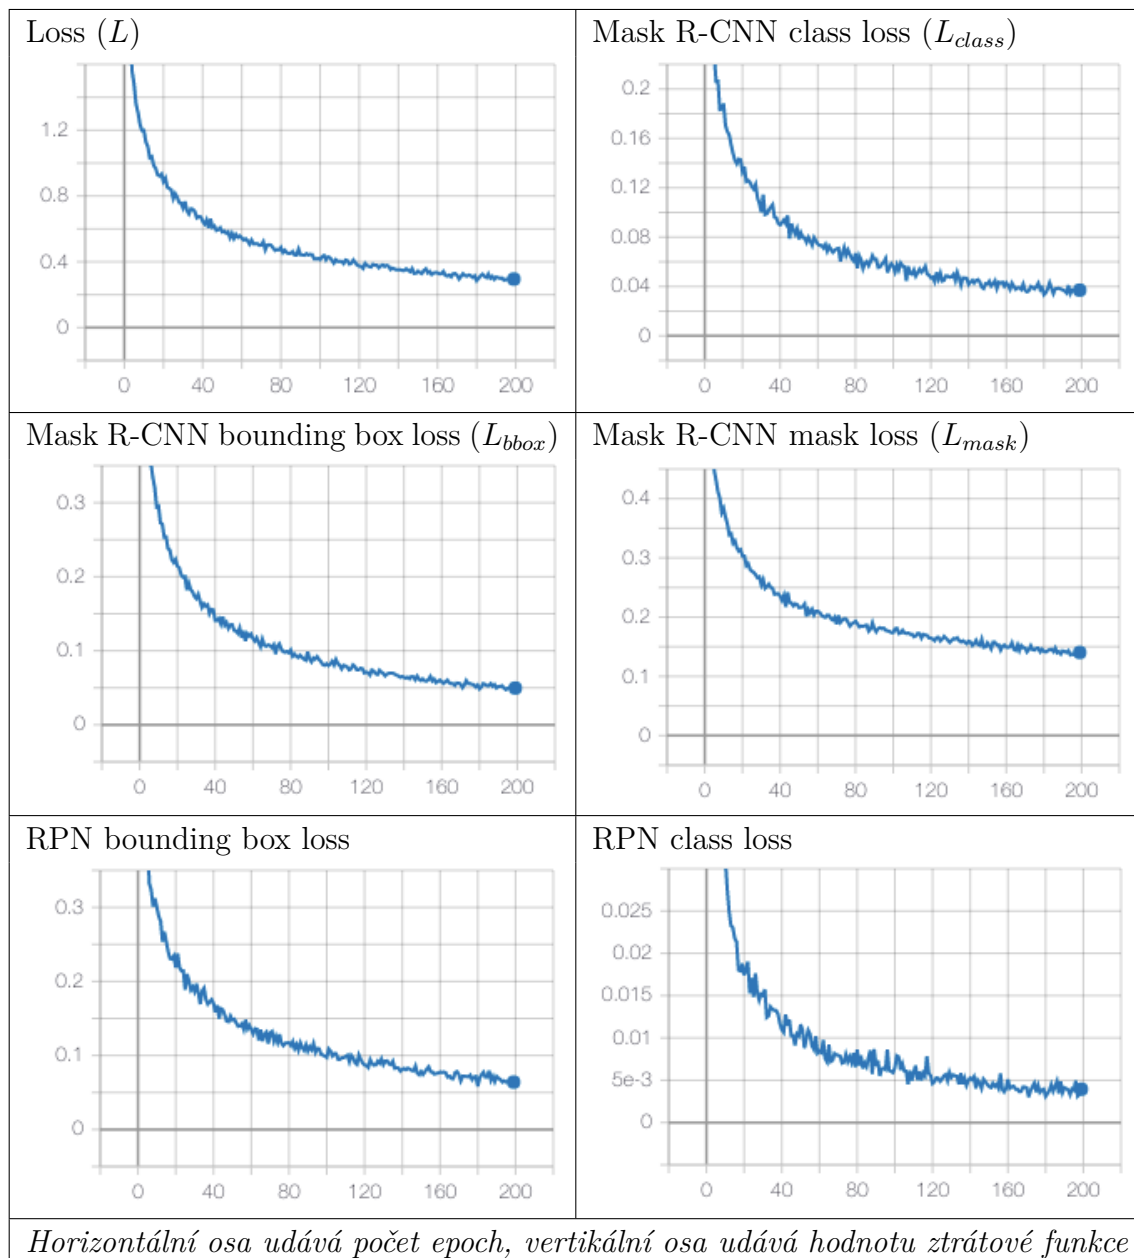 Loss (L)
1.2
0.8
0.4
0
0 40 80 120 160 200
Mask R-CNN class loss (L_class)
0.2
0.16
0.12
0.08
0.04
0
0 40 80 120 160 200
Mask R-CNN bounding box loss (L_bbox)
0.3
0.2
0.1
0
0 40 80 120 160 200
Mask R-CNN mask loss (L_mask)
0.4
0.3
0.2
0.1
0
0 40 80 120 160 200
RPN bounding box loss
0.3
0.2
0.1
0
0 40 80 120 160 200
RPN class loss
0.025
0.02
0.015
0.01
5e-3
0
0 40 80 120 160 200
Horizontální osa udává počet epoch, vertikální osa udává hodnotu ztrátové funkce